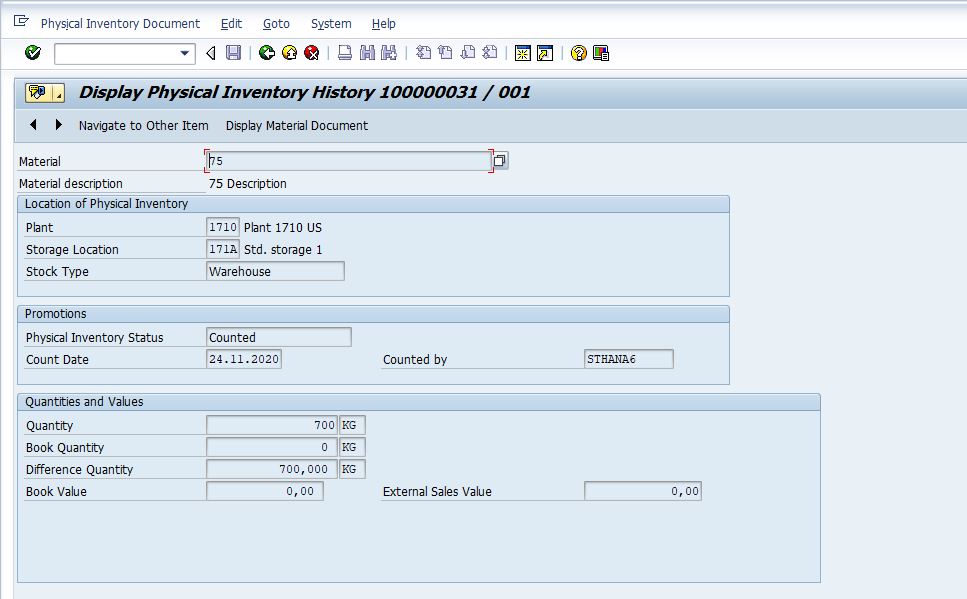 Physical Inventory Document Edit Goto System Help
Display Physical Inventory History 100000031 / 001
Navigate to Other Item Display Material Document
Material 75
Material description 75 Description
Location of Physical Inventory
Plant 1710 Plant 1710 US
Storage Location 171A Std. storage 1
Stock Type Warehouse
Promotions
Physical Inventory Status Counted
Count Date 24.11.2020 Counted by STHANA6
Quantities and Values
Quantity 700 KG
Book Quantity 0 KG
Difference Quantity 700,000 KG
Book Value 0,00 External Sales Value 0,00